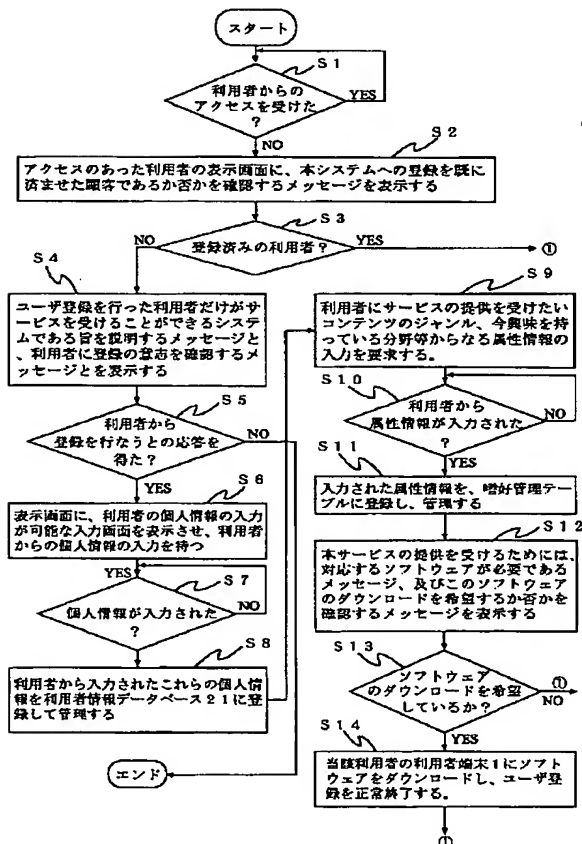 スタート
S1
利用者からの
アクセスを受けた
?
YES
NO
S2
アクセスのあった利用者の表示画面に、本システムへの登録を既に
済ませた顧客であるか否かを確認するメッセージを表示する
S3
登録済みの利用者?
NO
YES
①
S4
ユーザ登録を行った利用者だけがサ
ービスを受けることができるシステ
ムである旨を説明するメッセージと
、利用者に登録の意志を確認するメ
ッセージとを表示する
S5
利用者から
登録を行なうとの応答を
得た?
NO
YES
S6
表示画面に、利用者の個人情報の入力
が可能な入力画面を表示させ、利用者
からの個人情報の入力を持つ
YES
S7
個人情報が入力された
?
NO
S8
利用者から入力されたこれらの個人情
報を利用者情報データベース21に登
録して管理する
エンド
S9
利用者にサービスの提供を受けたい
コンテンツのジャンル、今興味を持
っている分野等からなる属性情報の
入力を要求する。
S10
利用者から
属性情報が入力された
?
NO
YES
S11
入力された属性情報を、嗜好管理テー
ブルに登録し、管理する
S12
本サービスの提供を受けるためには、
対応するソフトウェアが必要である
メッセージ、及びこのソフトウェア
のダウンロードを希望するか否かを
確認するメッセージを表示する
S13
ソフトウェア
のダウンロードを希望
しているか?
①
NO
YES
S14
当該利用者の利用者端末1にソフト
ウェアをダウンロードし、ユーザ登
録を正常終了する。
①